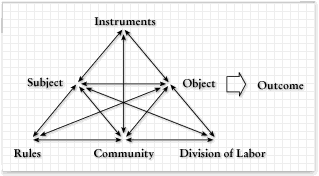 Instruments
Subject Object Outcome
Rules Community Division of Labor